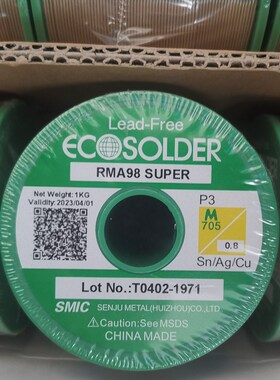 Lead-Free
ECOSOLDER
RMA98 SUPER
Net Weight:1KG
Validity:2023/04/01
P3
M
705
0.8
Sn/Ag/Cu
Lot No.:T0402-1971
SMIC SENJU METAL(HUIZHOU)CO.,LTD
⚠Caution:See MSDS
CHINA MADE